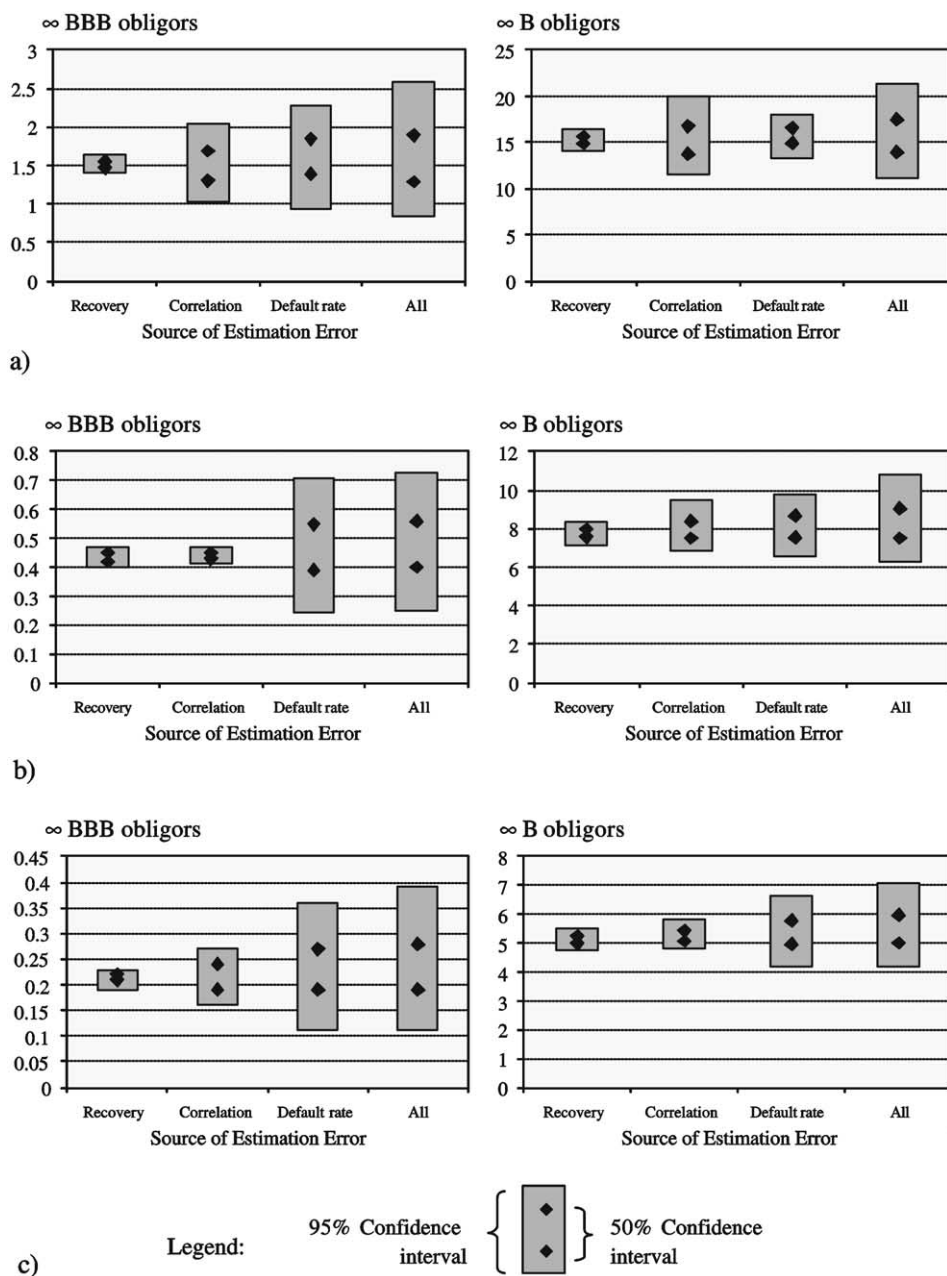 ∞ BBB obligors
3
2.5
2
1.5
1
0.5
0
Recovery Correlation Default rate All
Source of Estimation Error
∞ B obligors
25
20
15
10
5
0
Recovery Correlation Default rate All
Source of Estimation Error
a)
∞ BBB obligors
0.8
0.7
0.6
0.5
0.4
0.3
0.2
0.1
0
Recovery Correlation Default rate All
Source of Estimation Error
∞ B obligors
12
10
8
6
4
2
0
Recovery Correlation Default rate All
Source of Estimation Error
b)
∞ BBB obligors
0.45
0.4
0.35
0.3
0.25
0.2
0.15
0.1
0.05
0
Recovery Correlation Default rate All
Source of Estimation Error
∞ B obligors
8
7
6
5
4
3
2
1
0
Recovery Correlation Default rate All
Source of Estimation Error
c)
Legend:
95% Confidence
interval
50% Confidence
interval